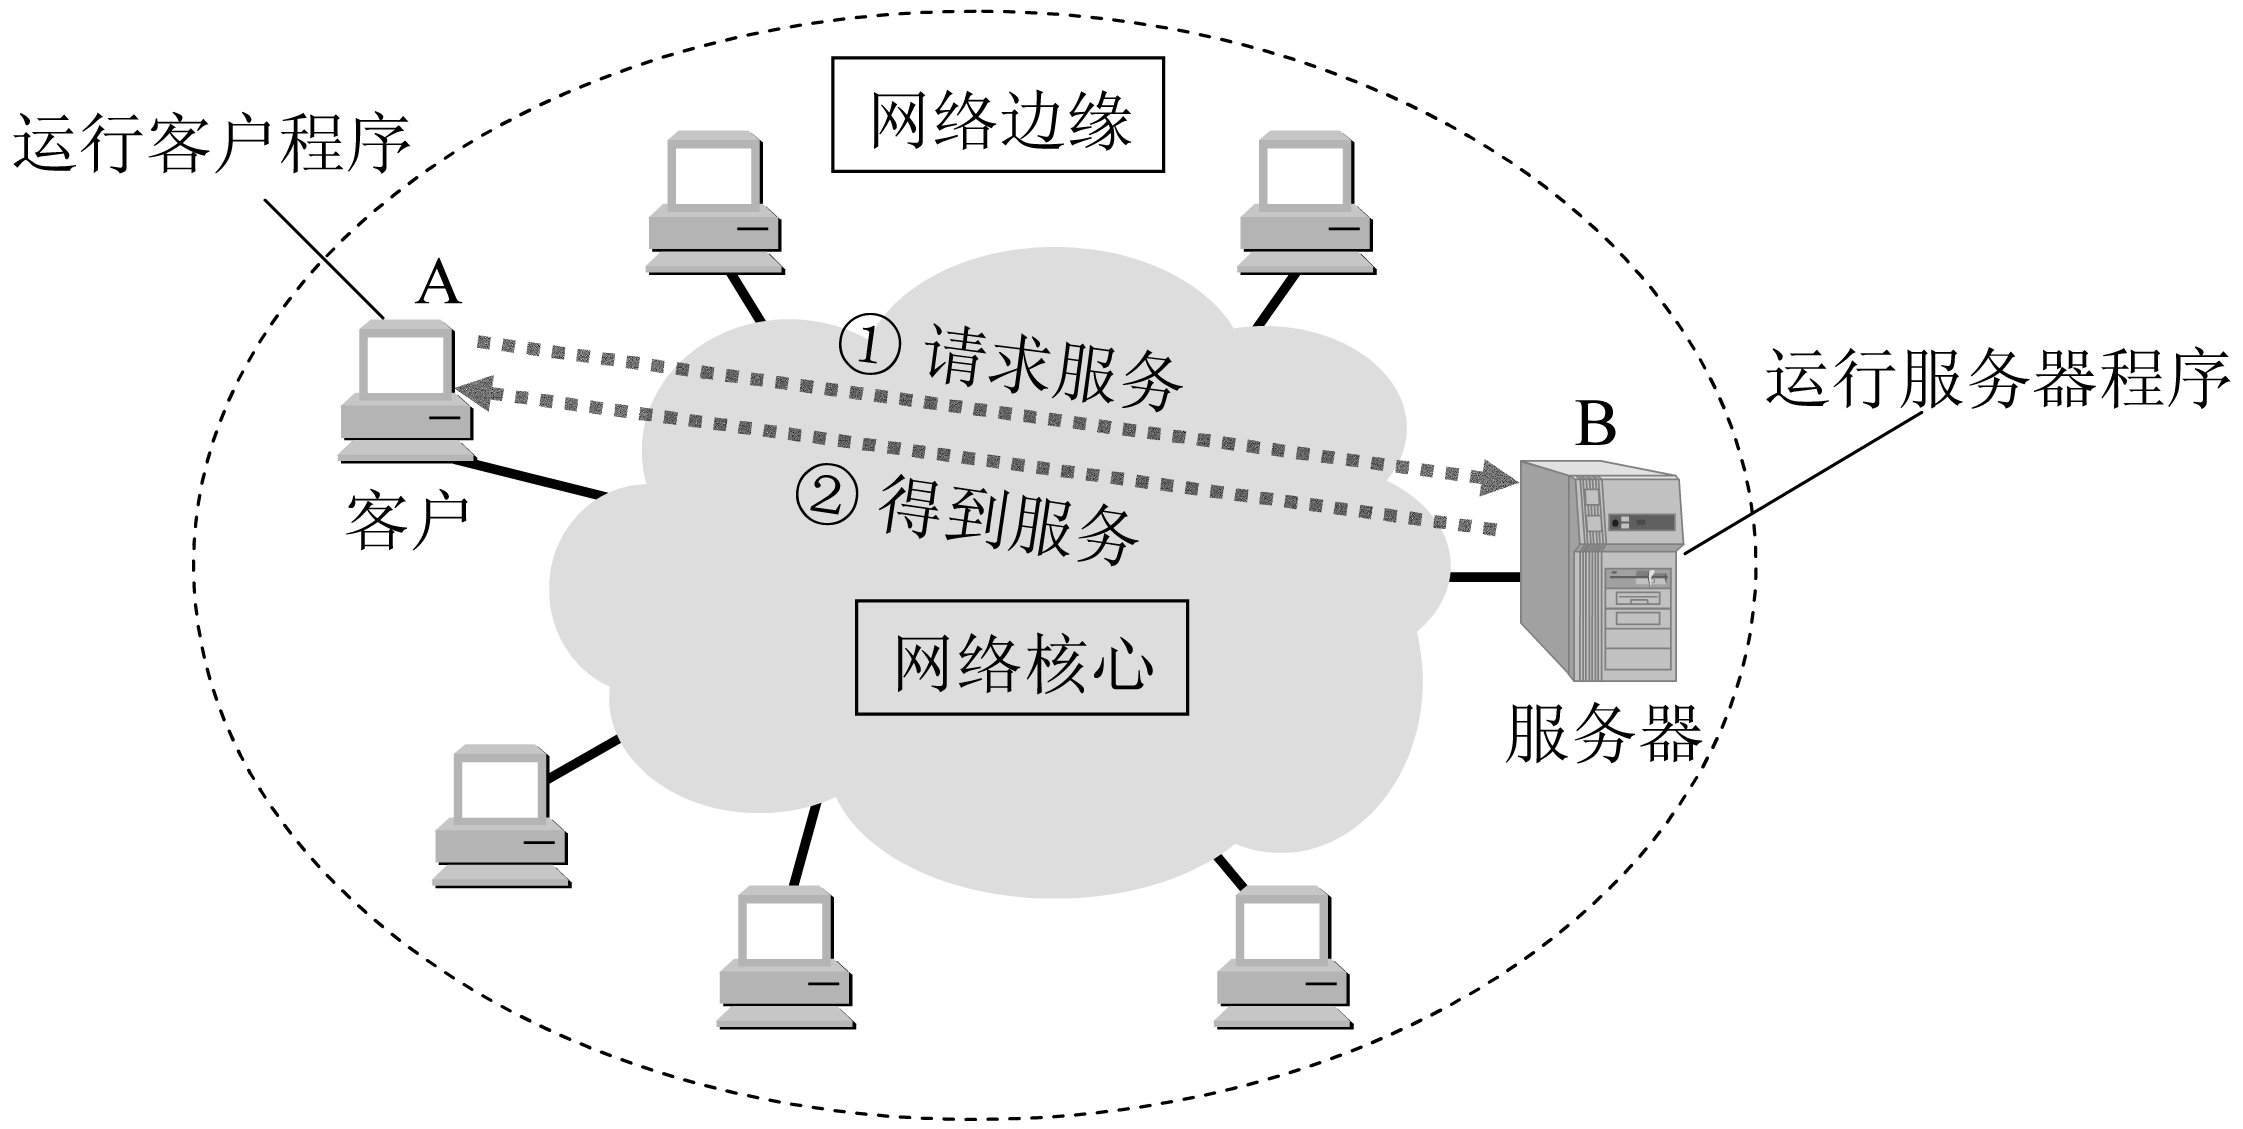 网络边缘
运行客户程序
A
① 请求服务
运行服务器程序
B
② 得到服务
客户
网络核心
服务器